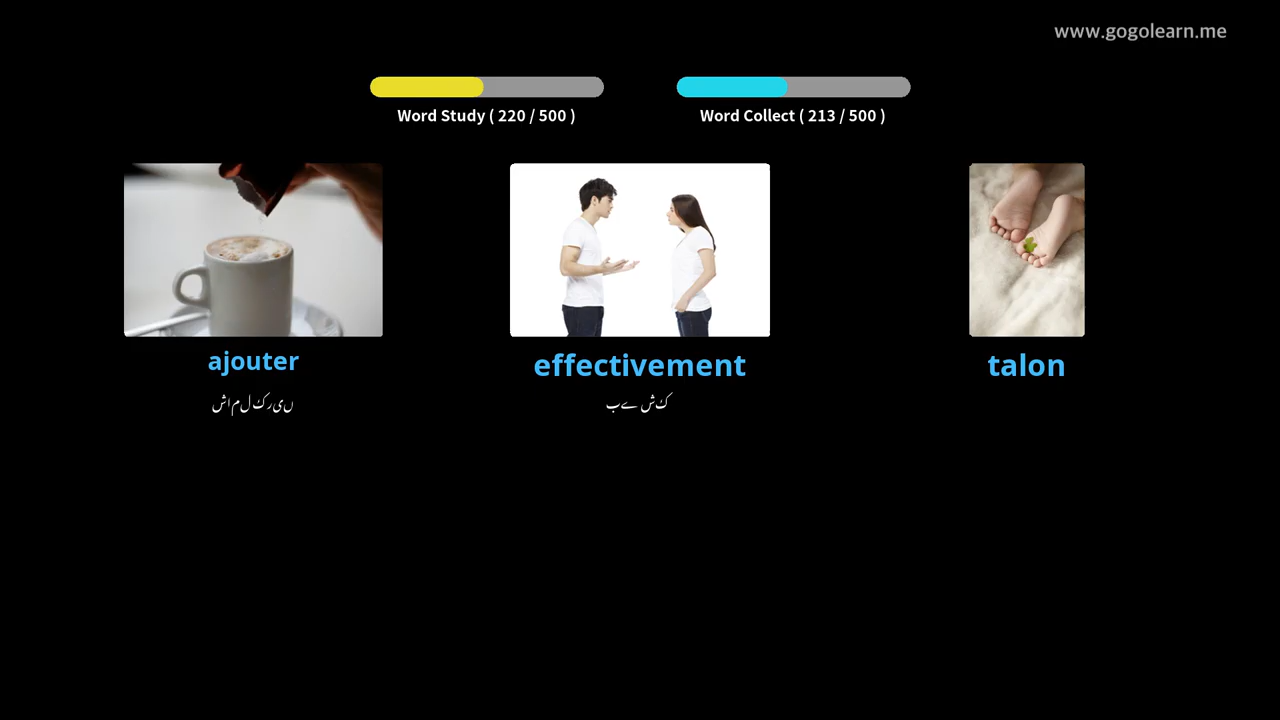 www.gogolearn.me
Word Study ( 220 / 500 )
Word Collect ( 213 / 500 )
ajouter
effectivement
talon
شامل کریں
بے شک